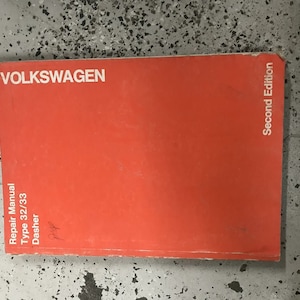 VOLKSWAGEN
Second Edition
Repair Manual
Type 32/33
Dasher